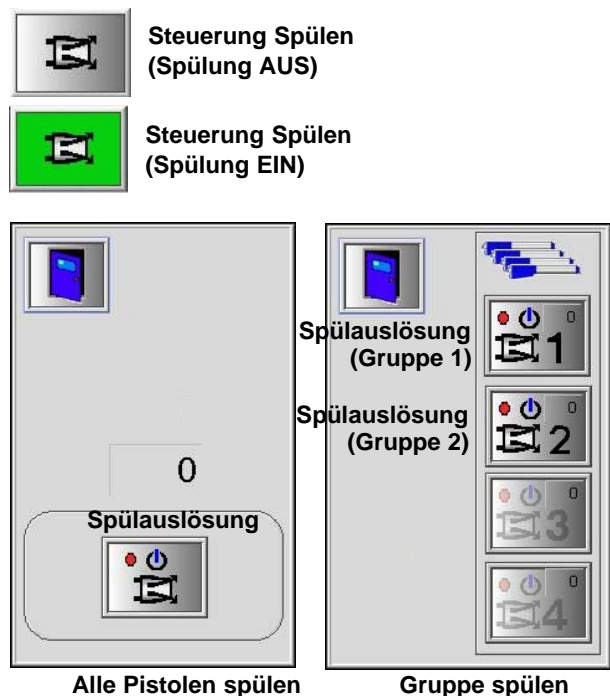 Steuerung Spülen
(Spülung AUS)
Steuerung Spülen
(Spülung EIN)
0
Spülauslösung
Alle Pistolen spülen
Spülauslösung
(Gruppe 1)
0
1
Spülauslösung
(Gruppe 2)
0
2
0
3
0
4
Gruppe spülen